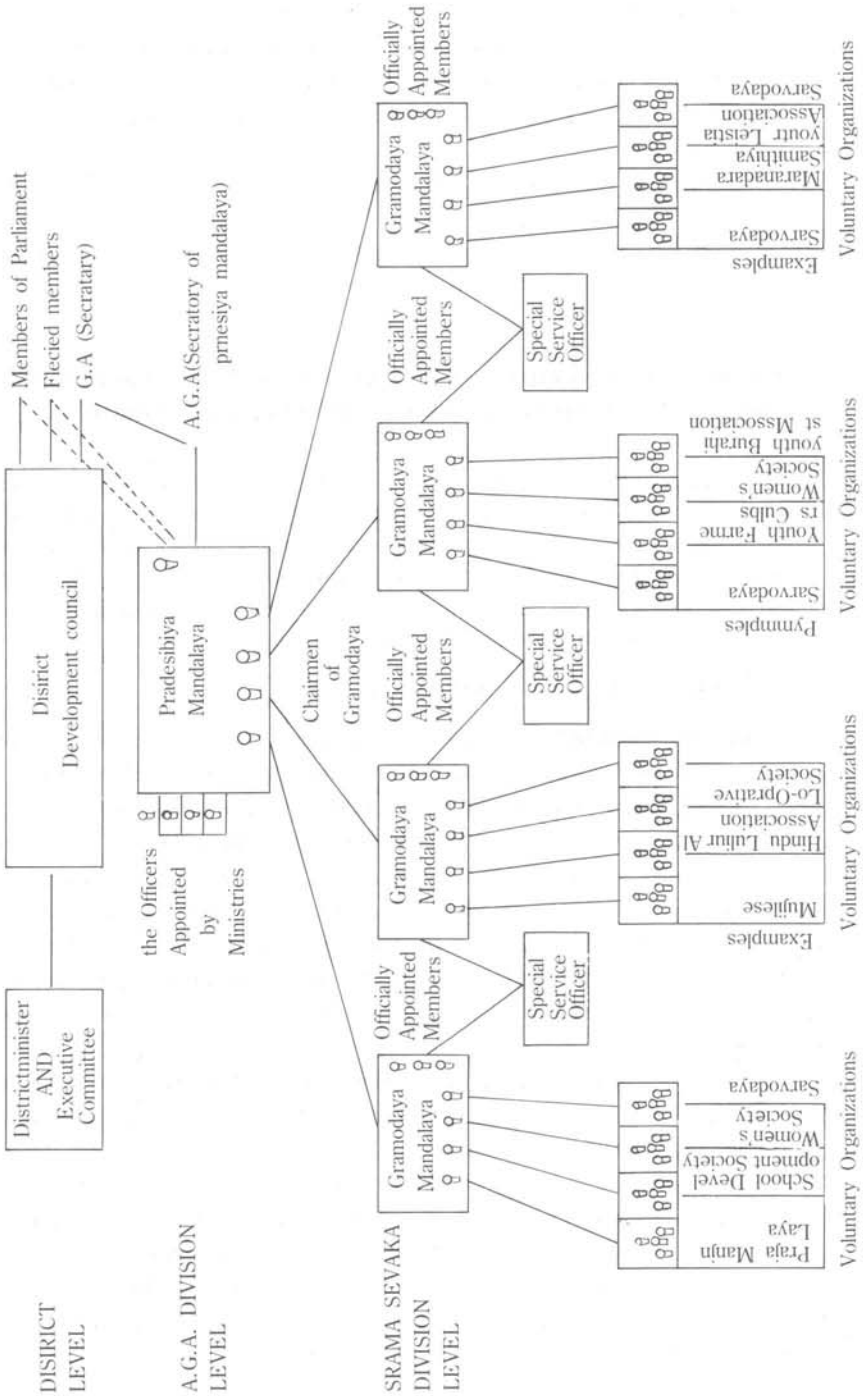 DISIRICT
LEVEL
Districtminister
AND
Executive
Committee
Disirict
Development council
Members of Parliament
Flecied members
G.A (Secratary)
A.G.A. DIVISION
LEVEL
the Officers
Appointed
by
Ministries
Pradesibiya
Mandalaya
A.G.A(Secratory of
prnesiya mandalaya)
Chairmen
of
Gramodaya
SRAMA SEVAKA
DIVISION
LEVEL
Gramodaya
Mandalaya
Officially
Appointed
Members
Gramodaya
Mandalaya
Officially
Appointed
Members
Gramodaya
Mandalaya
Officially
Appointed
Members
Gramodaya
Mandalaya
Officially
Appointed
Members
Special
Service
Officer
Special
Service
Officer
Special
Service
Officer
Praja Manjn
Laya
School Devel
opment Society
Women's
Society
Sarvodaya
Voluntary Organizations
Examples
Mujilese
Hindu Luliur Al
Association
Lo-Oprative
Society
Voluntary Organizations
Pymmples
Sarvodaya
Youth Farme
rs Culbs
Women's
Society
youth Burahi
st Mssociation
Voluntary Organizations
Examples
Sarvodaya
Maranadara
Samithiya
youtr Leistia
Association
Sarvodaya
Voluntary Organizations